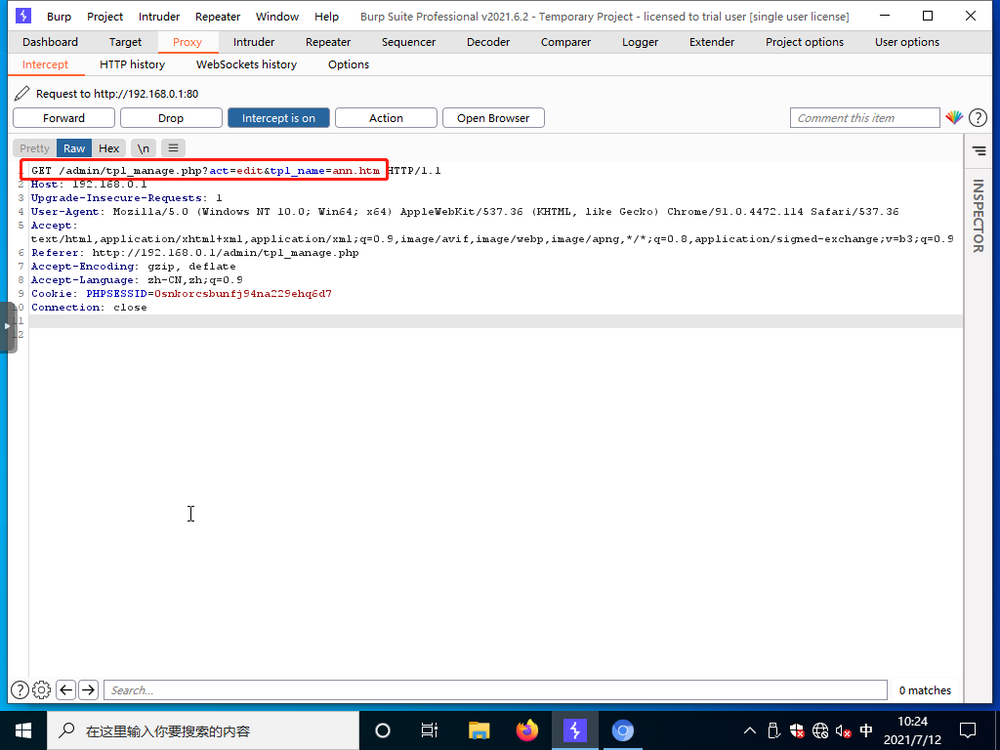 Burp Project Intruder Repeater Window Help Burp Suite Professional v2021.6.2 - Temporary Project - licensed to trial user [single user license]
Dashboard Target Proxy Intruder Repeater Sequencer Decoder Comparer Logger Extender Project options User options
Intercept HTTP history WebSockets history Options
Request to http://192.168.0.1:80
Forward Drop Intercept is on Action Open Browser Comment this item
Pretty Raw Hex \n
GET /admin/tpl_manage.php?act=edit&tpl_name=ann.htm HTTP/1.1
2 Host: 192.168.0.1
3 Upgrade-Insecure-Requests: 1
4 User-Agent: Mozilla/5.0 (Windows NT 10.0; Win64; x64) AppleWebKit/537.36 (KHTML, like Gecko) Chrome/91.0.4472.114 Safari/537.36
5 Accept:
text/html,application/xhtml+xml,application/xml;q=0.9,image/avif,image/webp,image/apng,*/*;q=0.8,application/signed-exchange;v=b3;q=0.9
6 Referer: http://192.168.0.1/admin/tpl_manage.php
7 Accept-Encoding: gzip, deflate
8 Accept-Language: zh-CN,zh;q=0.9
9 Cookie: PHPSESSID=0snkorcsbunfj94na229ehq6d7
10 Connection: close
11
12
INSPECTOR
Search... 0 matches
在这里输入你要搜索的内容
中
10:24
2021/7/12